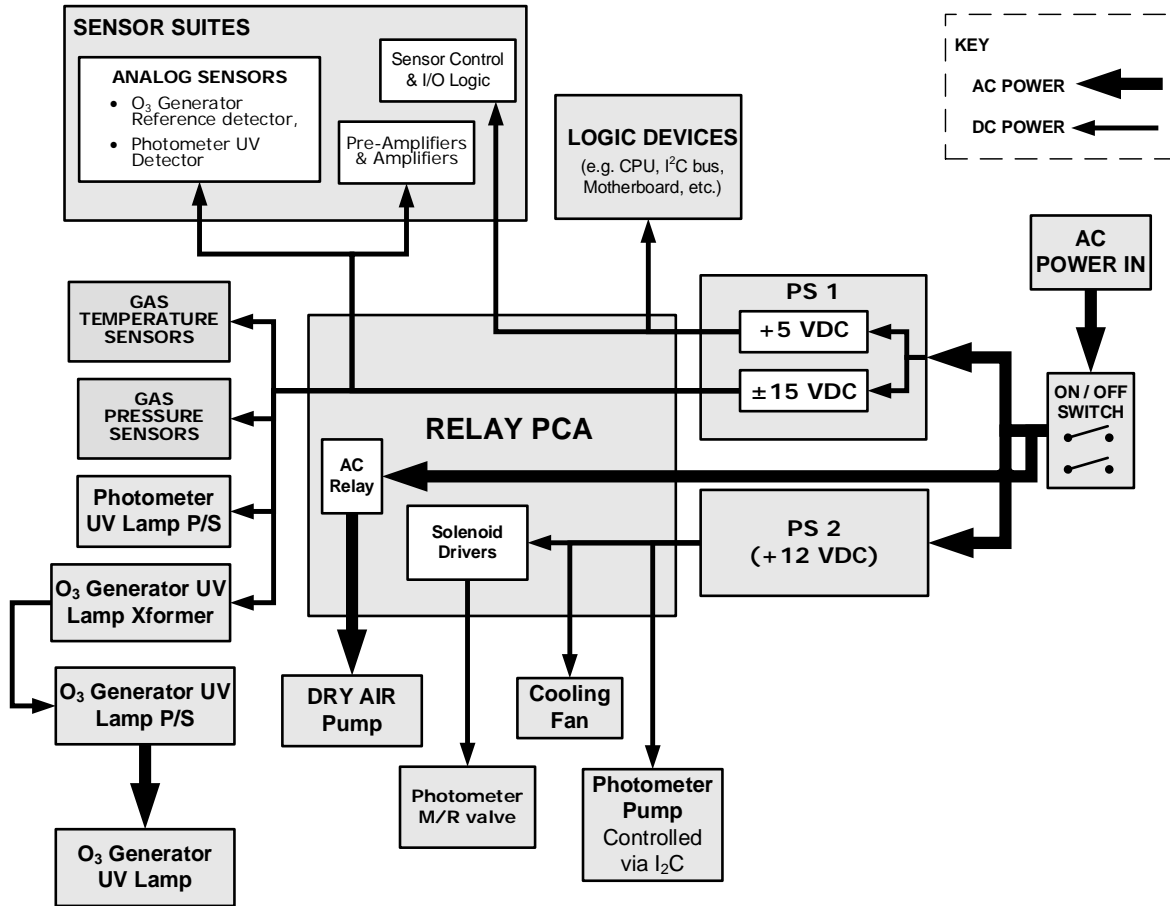 SENSOR SUITES
ANALOG SENSORS
• O₃ Generator
Reference detector,
• Photometer UV
Detector
Sensor Control
& I/O Logic
Pre-Amplifiers
& Amplifiers
LOGIC DEVICES
(e.g. CPU, I²C bus,
Motherboard, etc.)
KEY
AC POWER
DC POWER
AC
POWER IN
GAS
TEMPERATURE
SENSORS
GAS
PRESSURE
SENSORS
Photometer
UV Lamp P/S
O₃ Generator UV
Lamp Xformer
O₃ Generator UV
Lamp P/S
O₃ Generator
UV Lamp
RELAY PCA
AC
Relay
Solenoid
Drivers
PS 1
+5 VDC
±15 VDC
ON / OFF
SWITCH
PS 2
(+12 VDC)
DRY AIR
Pump
Cooling
Fan
Photometer
M/R valve
Photometer
Pump
Controlled
via I₂C